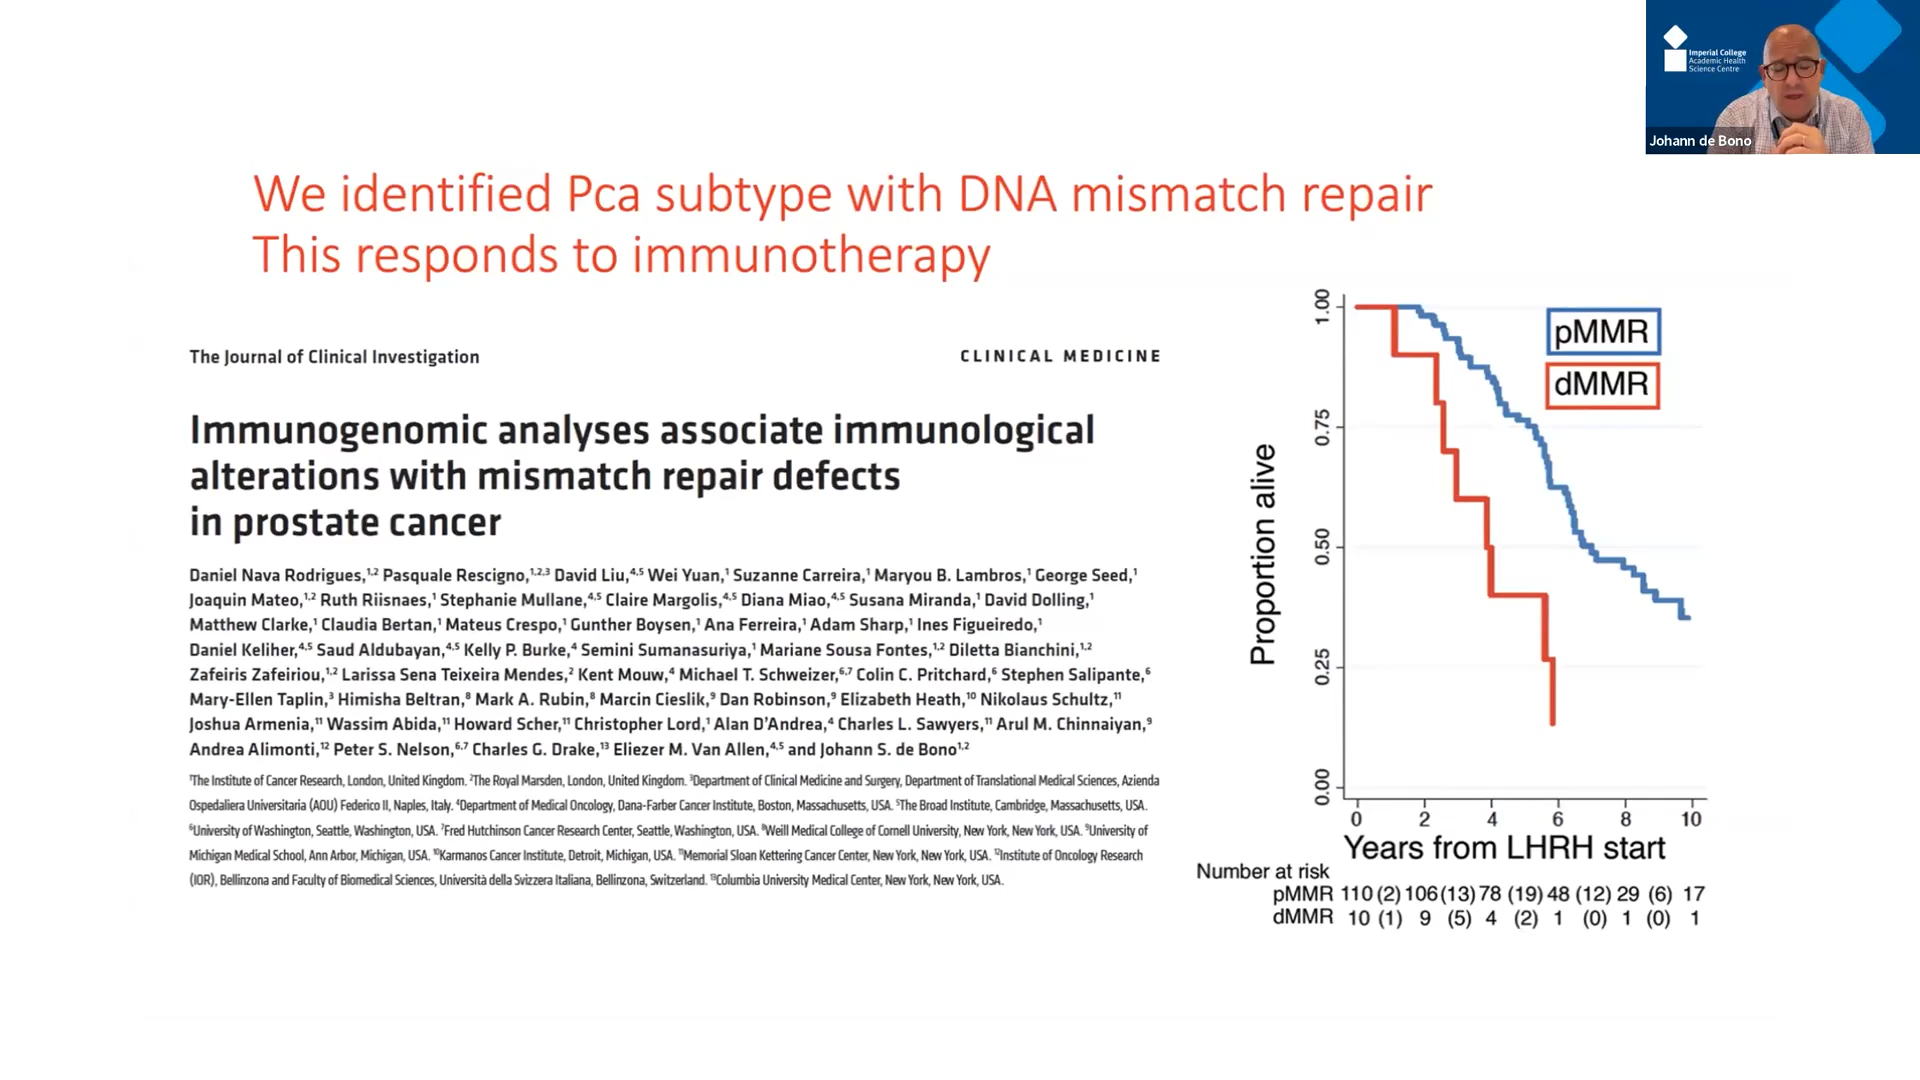 Imperial College
Academic Health
Science Centre
Johann de Bono
We identified Pca subtype with DNA mismatch repair
This responds to immunotherapy
The Journal of Clinical Investigation
CLINICAL MEDICINE
Immunogenomic analyses associate immunological
alterations with mismatch repair defects
in prostate cancer
Daniel Nava Rodrigues,1,2 Pasquale Rescigno,1,2,3 David Liu,4,5 Wei Yuan,1 Suzanne Carreira,1 Maryou B. Lambros,1 George Seed,1
Joaquin Mateo,1,2 Ruth Riisnaes,1 Stephanie Mullane,4,5 Claire Margolis,4,5 Diana Miao,4,5 Susana Miranda,1 David Dolling,1
Matthew Clarke,1 Claudia Bertan,1 Mateus Crespo,1 Gunther Boysen,1 Ana Ferreira,1 Adam Sharp,1 Ines Figueiredo,1
Daniel Keliher,4,5 Saud Aldubayan,4,5 Kelly P. Burke,4 Semini Sumanasuriya,1 Mariane Sousa Fontes,1,2 Diletta Bianchini,1,2
Zafeiris Zafeiriou,1,2 Larissa Sena Teixeira Mendes,2 Kent Mouw,4 Michael T. Schweizer,6,7 Colin C. Pritchard,6 Stephen Salipante,6
Mary-Ellen Taplin,3 Himisha Beltran,8 Mark A. Rubin,8 Marcin Cieslik,9 Dan Robinson,9 Elizabeth Heath,10 Nikolaus Schultz,11
Joshua Armenia,11 Wassim Abida,11 Howard Scher,11 Christopher Lord,1 Alan D'Andrea,4 Charles L. Sawyers,11 Arul M. Chinnaiyan,9
Andrea Alimonti,12 Peter S. Nelson,6,7 Charles G. Drake,13 Eliezer M. Van Allen,4,5 and Johann S. de Bono1,2
1The Institute of Cancer Research, London, United Kingdom. 2The Royal Marsden, London, United Kingdom. 3Department of Clinical Medicine and Surgery, Department of Translational Medical Sciences, Azienda
Ospedaliera Universitaria (AOU) Federico II, Naples, Italy. 4Department of Medical Oncology, Dana-Farber Cancer Institute, Boston, Massachusetts, USA. 5The Broad Institute, Cambridge, Massachusetts, USA.
6University of Washington, Seattle, Washington, USA. 7Fred Hutchinson Cancer Research Center, Seattle, Washington, USA. 8Weill Medical College of Cornell University, New York, New York, USA. 9University of
Michigan Medical School, Ann Arbor, Michigan, USA. 10Karmanos Cancer Institute, Detroit, Michigan, USA. 11Memorial Sloan Kettering Cancer Center, New York, New York, USA. 12Institute of Oncology Research
(IOR), Bellinzona and Faculty of Biomedical Sciences, Università della Svizzera Italiana, Bellinzona, Switzerland. 13Columbia University Medical Center, New York, New York, USA.
pMMR
dMMR
Proportion alive
1.00
0.75
0.50
0.25
0.00
0 2 4 6 8 10
Years from LHRH start
Number at risk
pMMR 110 (2) 106 (13) 78 (19) 48 (12) 29 (6) 17
dMMR 10 (1) 9 (5) 4 (2) 1 (0) 1 (0) 1